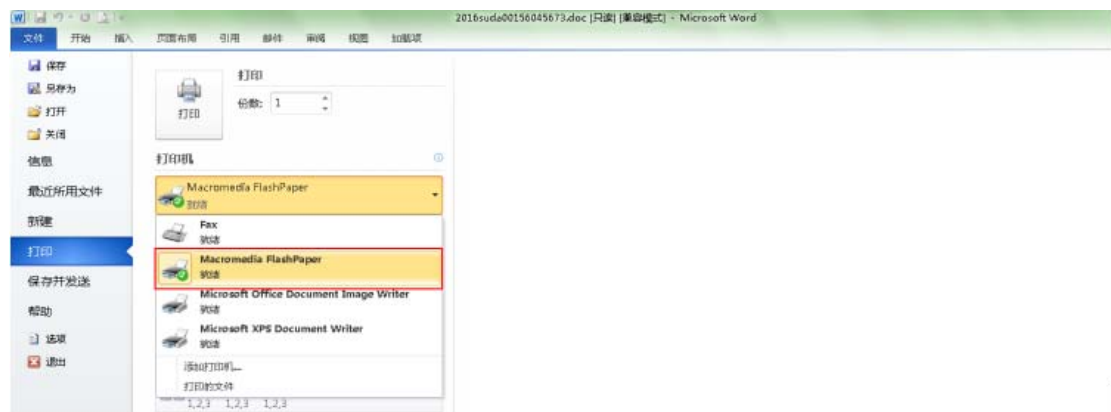 2016suda00156045673.doc [只读] [兼容模式] - Microsoft Word
文件 开始 插入 页面布局 引用 邮件 审阅 视图 加载项
保存
另存为
打开
关闭
信息
最近所用文件
新建
打印
保存并发送
帮助
选项
退出
打印
打印
份数: 1
打印机
Macromedia FlashPaper
就绪
Fax
就绪
Macromedia FlashPaper
就绪
Microsoft Office Document Image Writer
就绪
Microsoft XPS Document Writer
就绪
添加打印机...
打印的文件
1,2,3 1,2,3 1,2,3